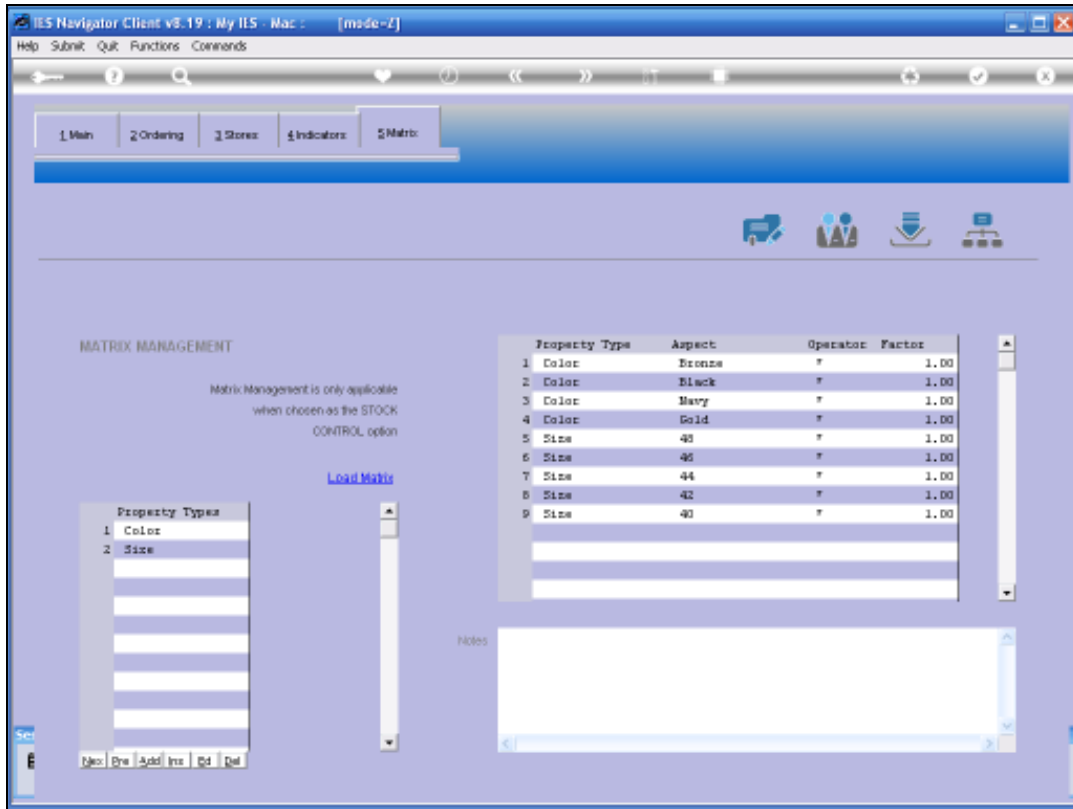 IES Navigator Client v8.19 : My IES - Mac : [mode=Z]
Help Submit Quit Functions Commands
1 Main 2 Ordering 3 Stores 4 Indicators 5 Matrix
MATRIX MANAGEMENT
Matrix Management is only applicable
when chosen as the STOCK
CONTROL option
Load Matrix
Property Types
1 Color
2 Size
Nex Pre Add Ins Ed Del
Property Type Aspect Operator Factor
1 Color Bronze * 1.00
2 Color Black * 1.00
3 Color Navy * 1.00
4 Color Gold * 1.00
5 Size 48 * 1.00
6 Size 46 * 1.00
7 Size 44 * 1.00
8 Size 42 * 1.00
9 Size 40 * 1.00
Notes